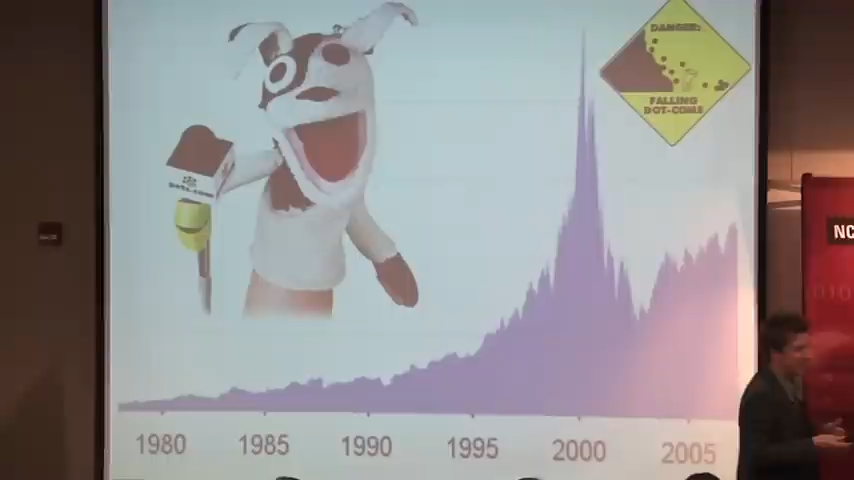 DANGER:
FALLING
DOT-COMS
NC
1980
1985
1990
1995
2000
2005